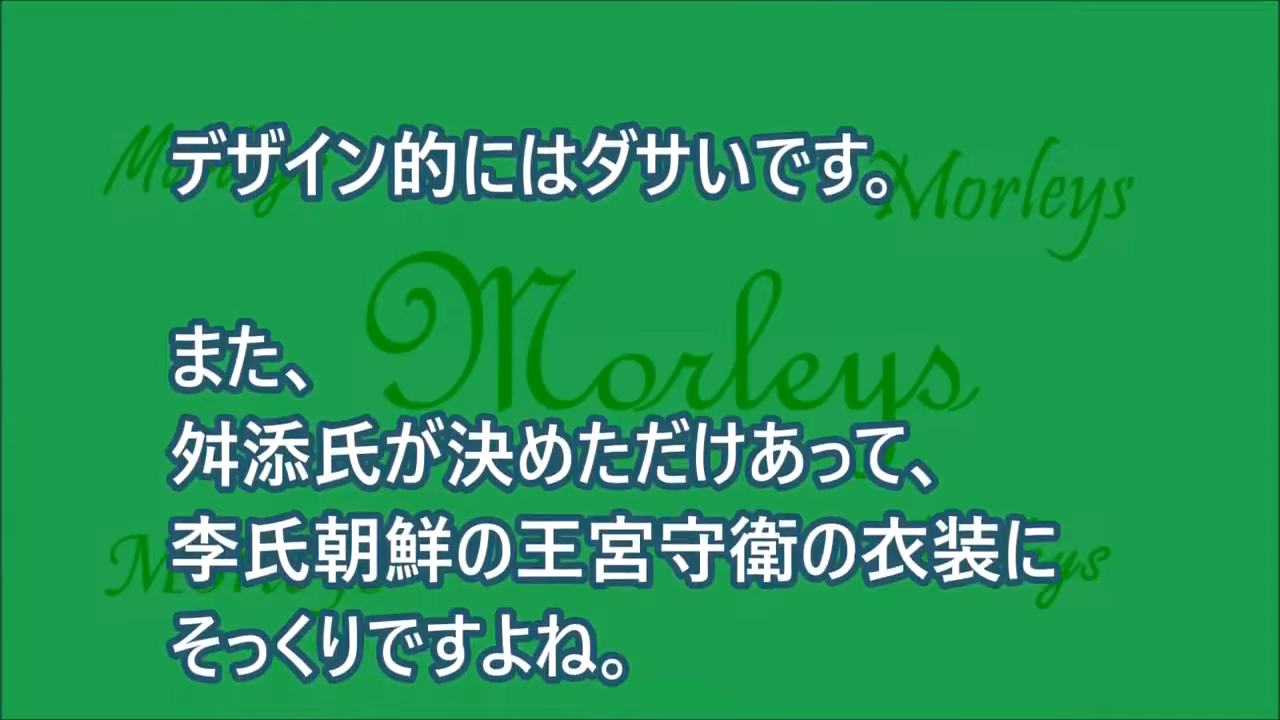 デザイン的にはダサいです。
Morleys
Morleys
また、
舛添氏が決めただけあって、
李氏朝鮮の王宮守衛の衣装に
そっくりですよね。